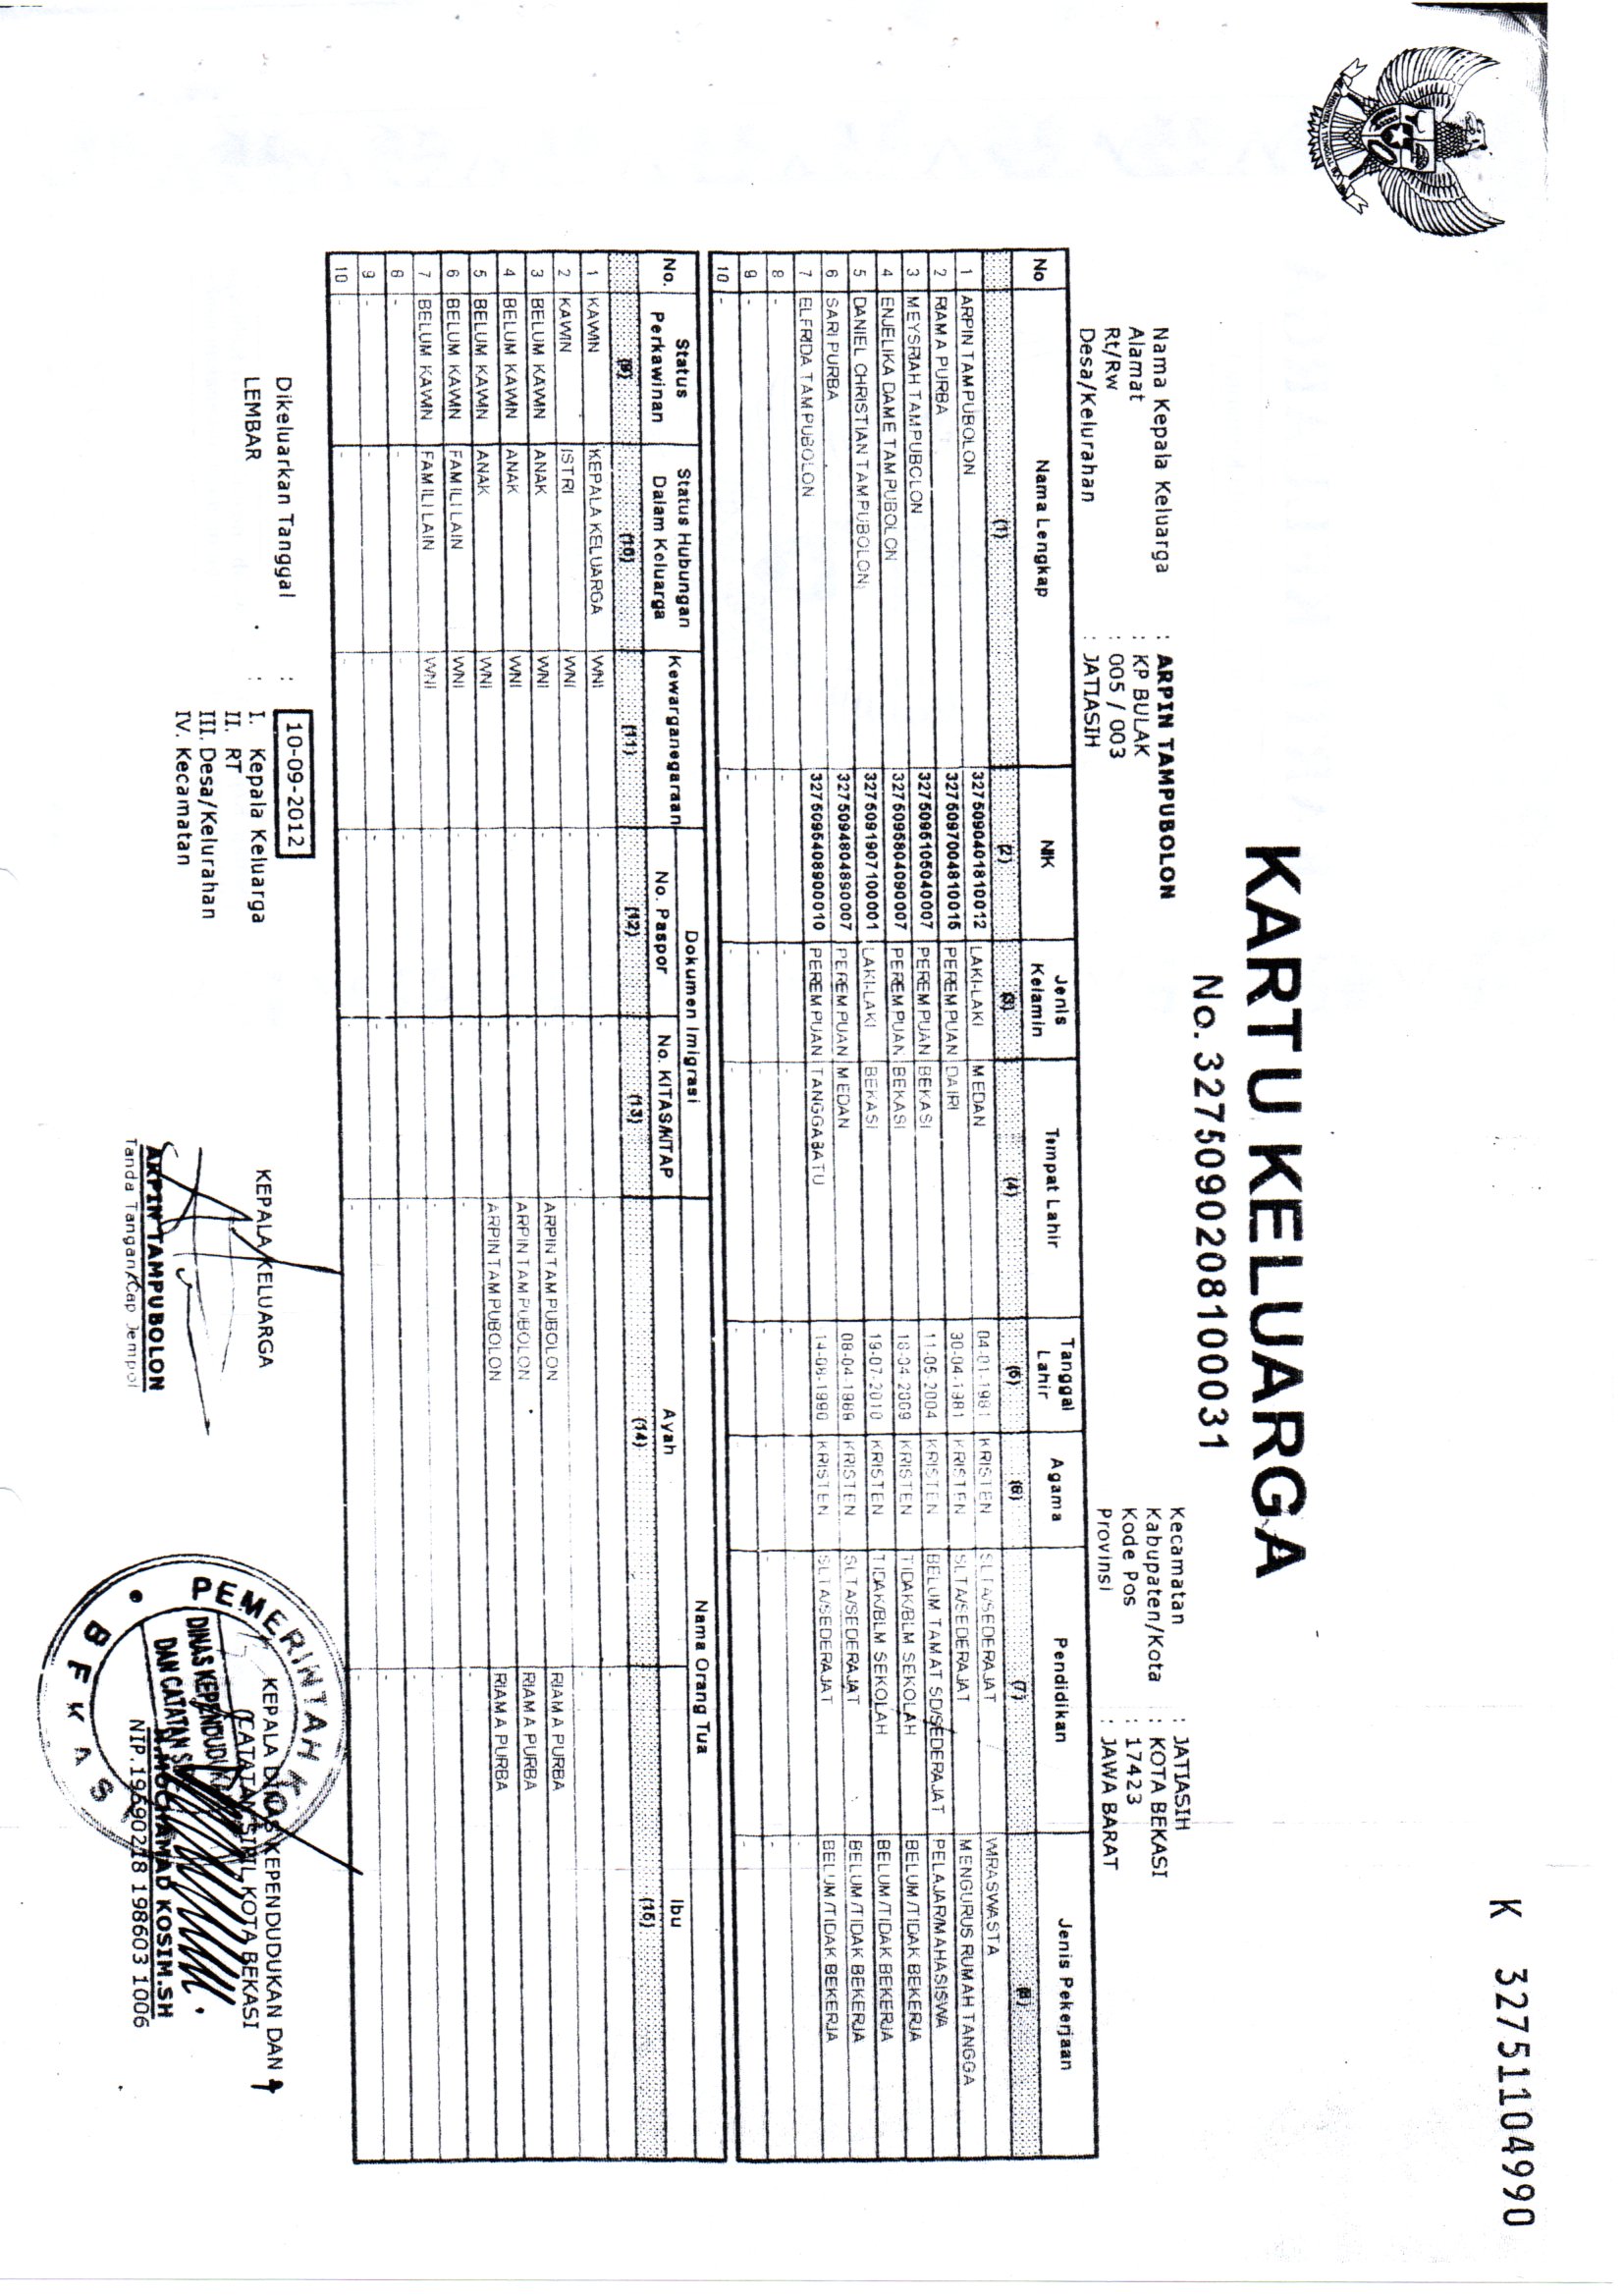 K 3275110499​0
KARTU KELUARGA
No. 3275090208100031
Nama Kepala Keluarga : ARPIN TAMPUBOLON
Alamat : KP BULAK
Rt/Rw : 005 / 003
Desa/Kelurahan : JATIASIH
Kecamatan : JATIASIH
Kabupaten/Kota : KOTA BEKASI
Kode Pos : 17423
Provinsi : JAWA BARAT
No Nama Lengkap NIK Jenis Kelamin Tempat Lahir Tanggal Lahir Agama Pendidikan Jenis Pekerjaan
(1) (2) (3) (4) (5) (6) (7) (8)
1 ARPIN TAMPUBOLON 3275090401810012 LAKI-LAKI MEDAN 04-01-1981 KRISTEN SLTA/SEDERAJAT WIRASWASTA
2 RIAMA PURBA 3275097004810015 PEREMPUAN DAIRI 30-04-1981 KRISTEN SLTA/SEDERAJAT MENGURUS RUMAH TANGGA
3 MEYSRIAH TAMPUBOLON 3275095105040007 PEREMPUAN BEKASI 11-05-2004 KRISTEN BELUM TAMAT SD/SEDERAJAT PELAJAR/MAHASISWA
4 ENJELIKA DAME TAMPUBOLON 3275095804090007 PEREMPUAN BEKASI 18-04-2009 KRISTEN TIDAK/BLM SEKOLAH BELUM/TIDAK BEKERJA
5 DANIEL CHRISTIAN TAMPUBOLON 3275091907100001 LAKI-LAKI BEKASI 19-07-2010 KRISTEN TIDAK/BLM SEKOLAH BELUM/TIDAK BEKERJA
6 SARI PURBA 3275094804890007 PEREMPUAN MEDAN 08-04-1989 KRISTEN SLTA/SEDERAJAT BELUM/TIDAK BEKERJA
7 ELFRIDA TAMPUBOLON 3275095408900010 PEREMPUAN TANGGABATU 14-08-1990 KRISTEN SLTA/SEDERAJAT BELUM/TIDAK BEKERJA
8 - - - - - - - -
9 - - - - - - - -
10 - - - - - - - -
No. Status Perkawinan Status Hubungan Dalam Keluarga Kewarganegaraan Dokumen Imigrasi Nama Orang Tua
No. Paspor No. KITAS/KITAP Ayah Ibu
(9) (10) (11) (12) (13) (14) (15)
1 KAWIN KEPALA KELUARGA WNI - - - -
2 KAWIN ISTRI WNI - - - -
3 BELUM KAWIN ANAK WNI - - ARPIN TAMPUBOLON RIAMA PURBA
4 BELUM KAWIN ANAK WNI - - ARPIN TAMPUBOLON RIAMA PURBA
5 BELUM KAWIN ANAK WNI - - ARPIN TAMPUBOLON RIAMA PURBA
6 BELUM KAWIN FAMILI LAIN WNI - - - -
7 BELUM KAWIN FAMILI LAIN WNI - - - -
8 - - - - - - -
9 - - - - - - -
10 - - - - - - -
Dikeluarkan Tanggal : 10-09-2012
LEMBAR : I. Kepala Keluarga
II. RT
III. Desa/Kelurahan
IV. Kecamatan
KEPALA KELUARGA
ARPIN TAMPUBOLON
Tanda Tangan/Cap Jempol
KEPALA DINAS KEPENDUDUKAN DAN
CATATAN SIPIL KOTA BEKASI
PEMERINTAH KOTA
BEKASI
DINAS KEPENDUDUKAN
DAN CATATAN
MOCHAMAD KOSIM.SH
NIP.19590218 198603 1006